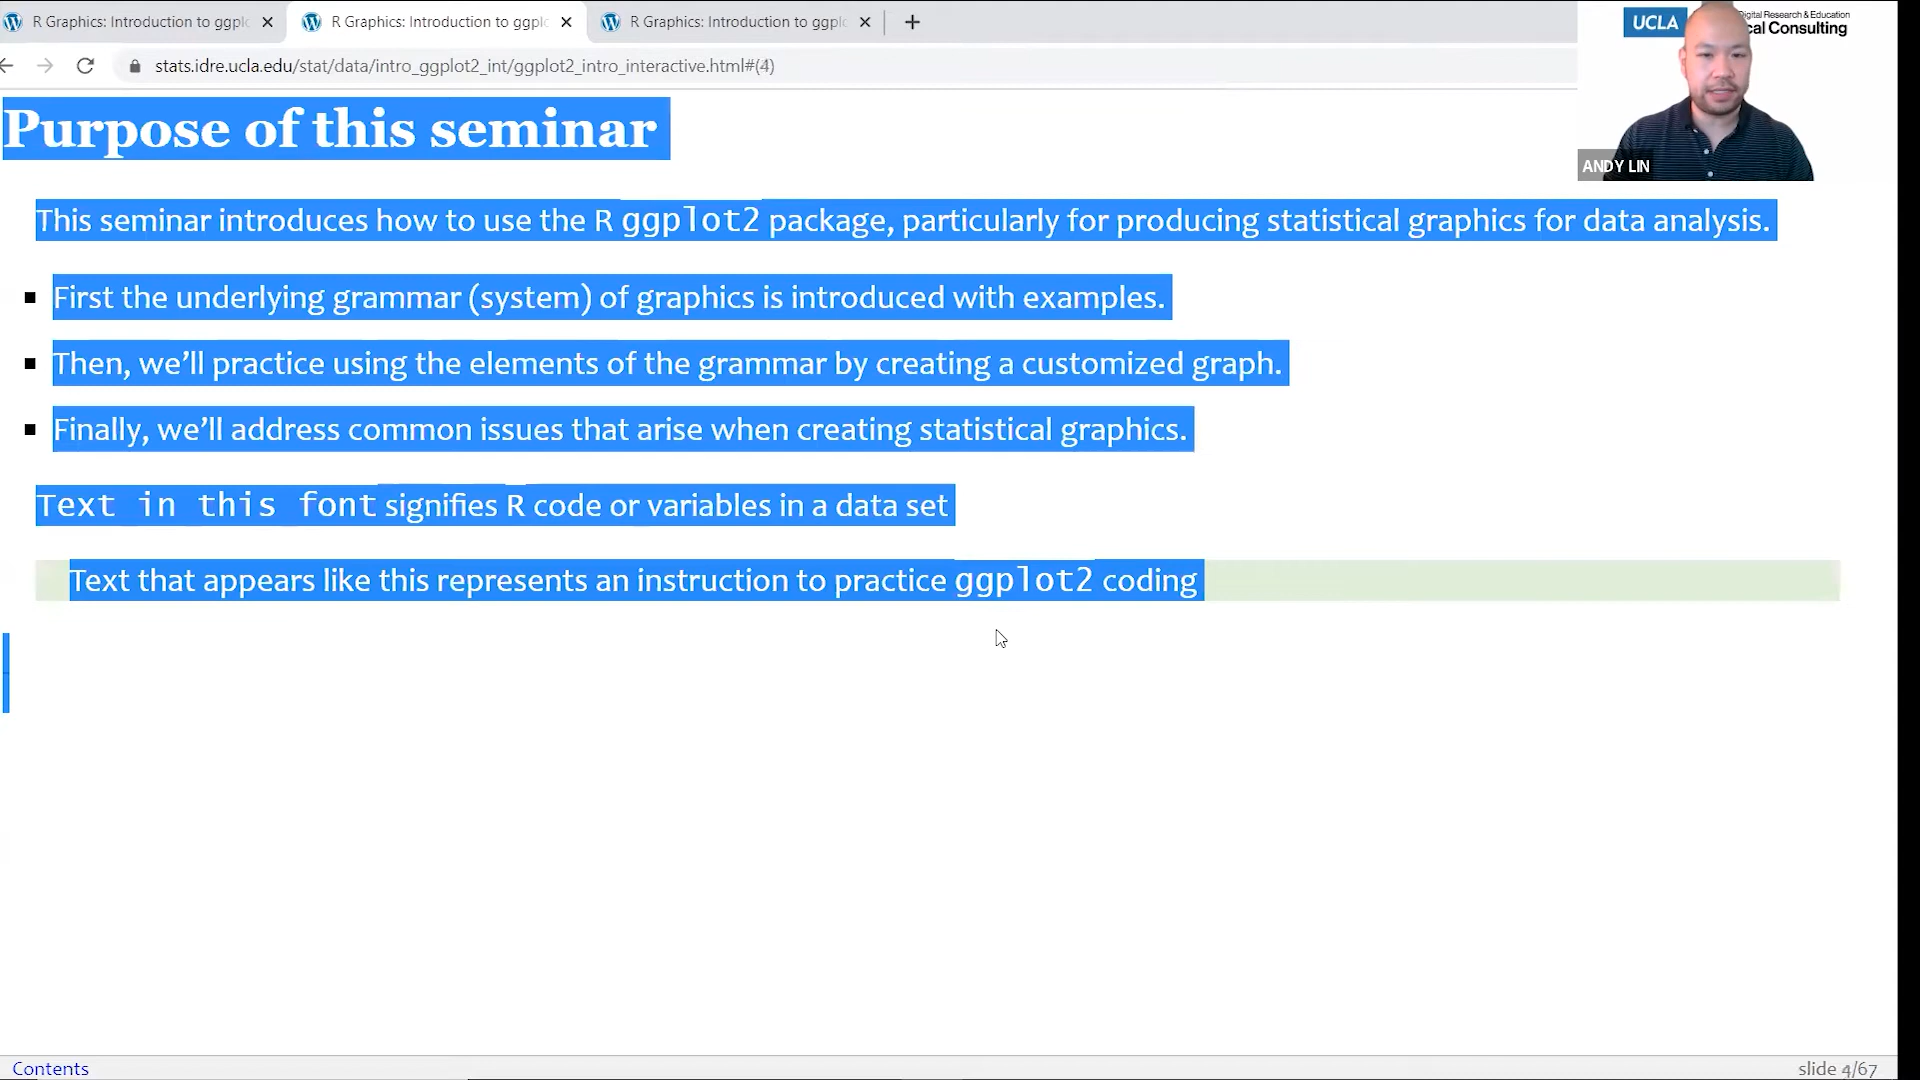 R Graphics: Introduction to ggplo
R Graphics: Introduction to ggplo
R Graphics: Introduction to ggplo
stats.idre.ucla.edu/stat/data/intro_ggplot2_int/ggplot2_intro_interactive.html#(4)
UCLA
Digital Research & Education
cal Consulting
ANDY LIN
Purpose of this seminar
This seminar introduces how to use the R ggplot2 package, particularly for producing statistical graphics for data analysis.
First the underlying grammar (system) of graphics is introduced with examples.
Then, we’ll practice using the elements of the grammar by creating a customized graph.
Finally, we’ll address common issues that arise when creating statistical graphics.
Text in this font signifies R code or variables in a data set
Text that appears like this represents an instruction to practice ggplot2 coding
Contents
slide 4/67